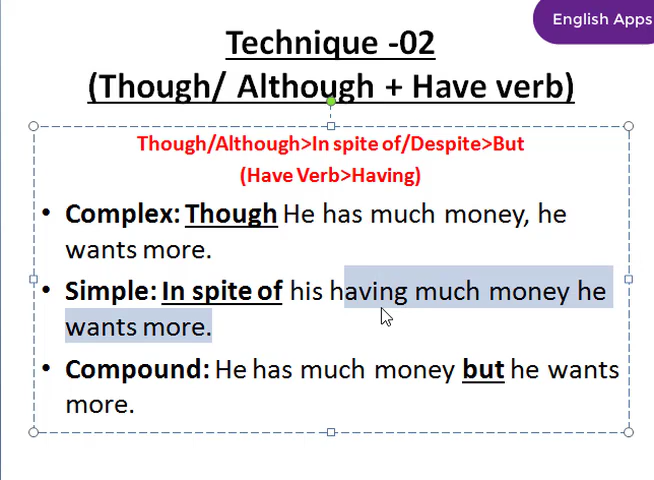 English Apps
Technique -02
(Though/ Although + Have verb)
Though/Although>In spite of/Despite>But
(Have Verb>Having)
• Complex: Though He has much money, he
wants more.
• Simple: In spite of his having much money he
wants more.
• Compound: He has much money but he wants
more.